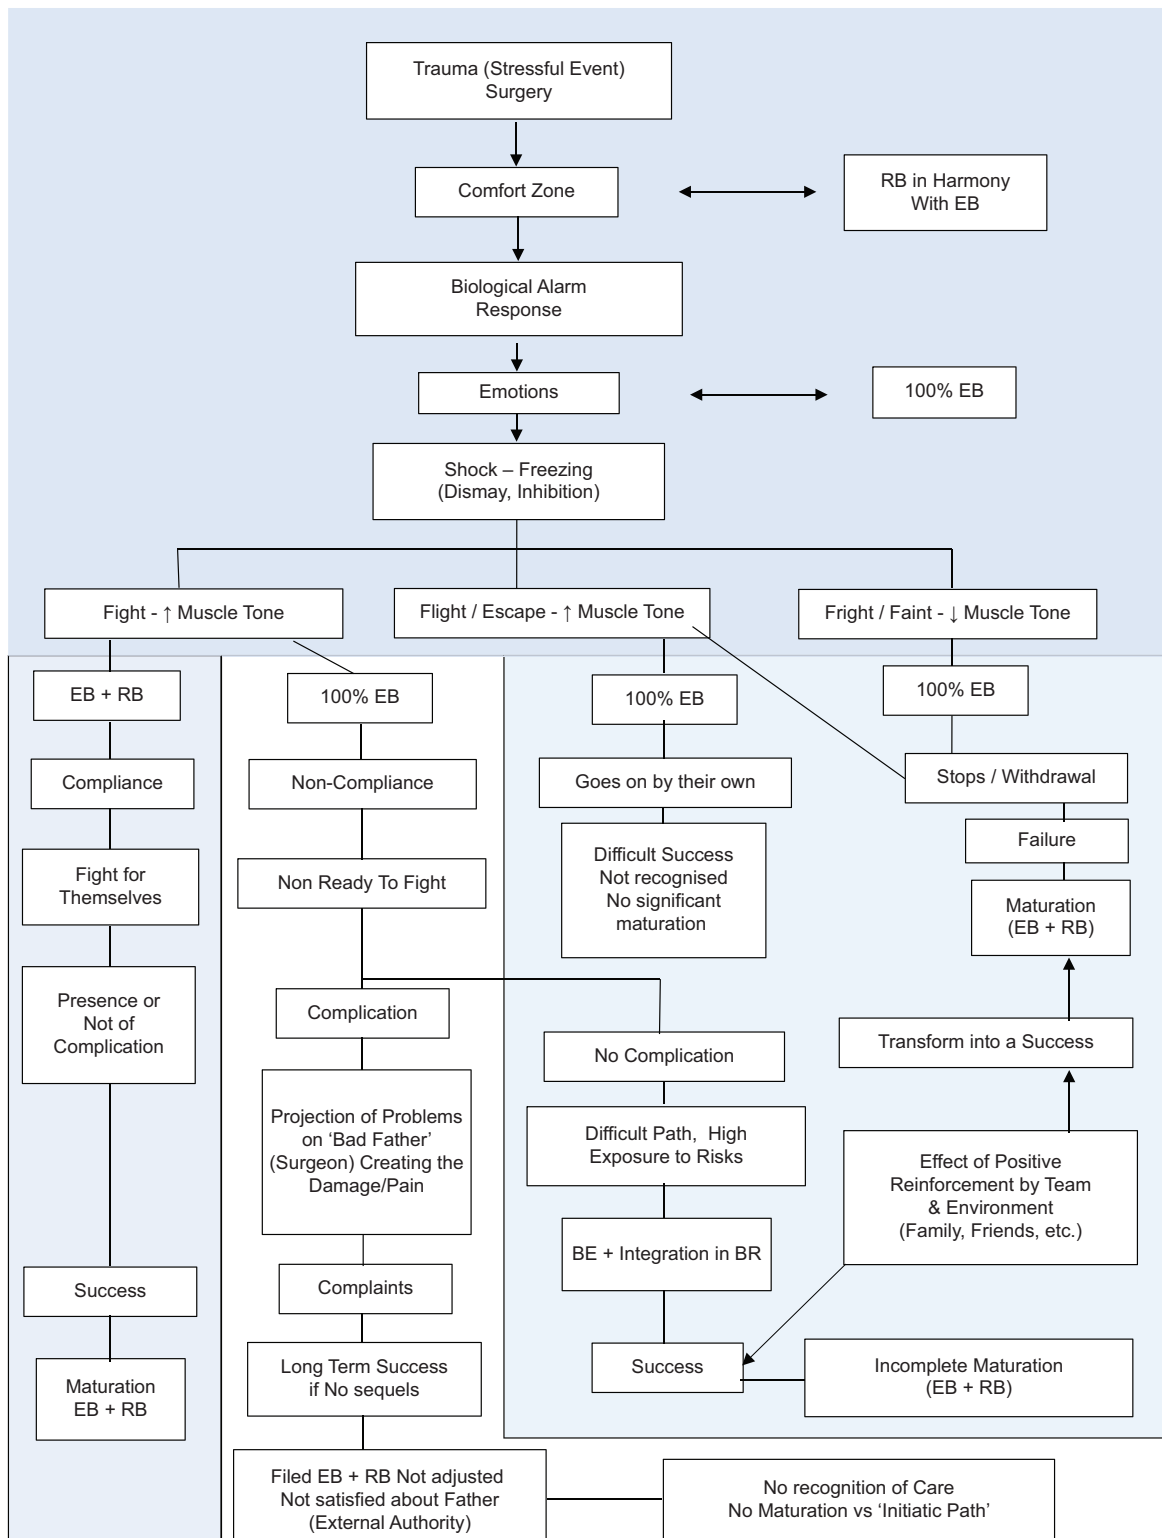 Trauma (Stressful Event)
Surgery
Comfort Zone
RB in Harmony
With EB
Biological Alarm
Response
Emotions
100% EB
Shock – Freezing
(Dismay, Inhibition)
Fight - ↑ Muscle Tone
Flight / Escape - ↑ Muscle Tone
Fright / Faint - ↓ Muscle Tone
EB + RB
Compliance
Fight for
Themselves
Presence or
Not of
Complication
Success
Maturation
EB + RB
100% EB
Non-Compliance
Non Ready To Fight
Complication
Projection of Problems
on ‘Bad Father’
(Surgeon) Creating the
Damage/Pain
Complaints
Long Term Success
if No sequels
Filed EB + RB Not adjusted
Not satisfied about Father
(External Authority)
No recognition of Care
No Maturation vs ‘Initiatic Path’
100% EB
Goes on by their own
Difficult Success
Not recognised
No significant
maturation
No Complication
Difficult Path, High
Exposure to Risks
BE + Integration in BR
Success
Incomplete Maturation
(EB + RB)
100% EB
Stops / Withdrawal
Failure
Maturation
(EB + RB)
Transform into a Success
Effect of Positive
Reinforcement by Team
& Environment
(Family, Friends, etc.)